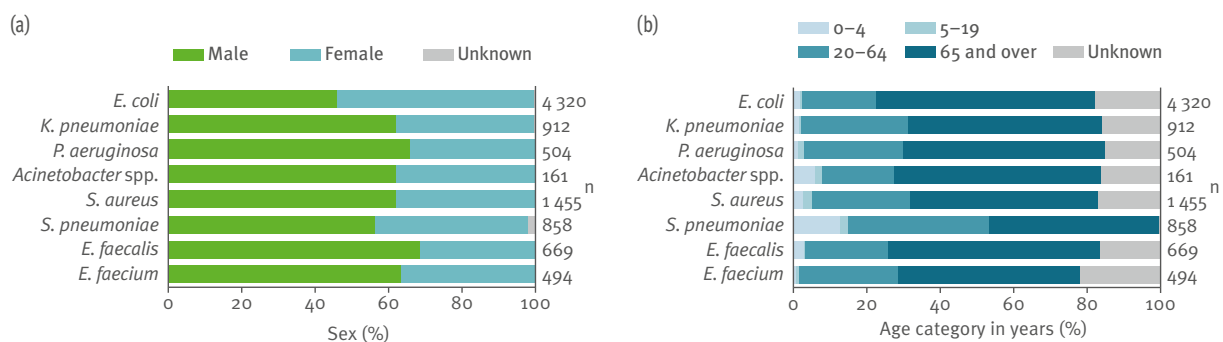 (a)
Male Female Unknown
E. coli 4 320
K. pneumoniae 912
P. aeruginosa 504
Acinetobacter spp. 161
S. aureus 1 455
n
S. pneumoniae 858
E. faecalis 669
E. faecium 494
0 20 40 60 80 100
Sex (%)
(b)
0–4 5–19
20–64 65 and over Unknown
E. coli 4 320
K. pneumoniae 912
P. aeruginosa 504
Acinetobacter spp. 161
S. aureus 1 455
n
S. pneumoniae 858
E. faecalis 669
E. faecium 494
0 20 40 60 80 100
Age category in years (%)